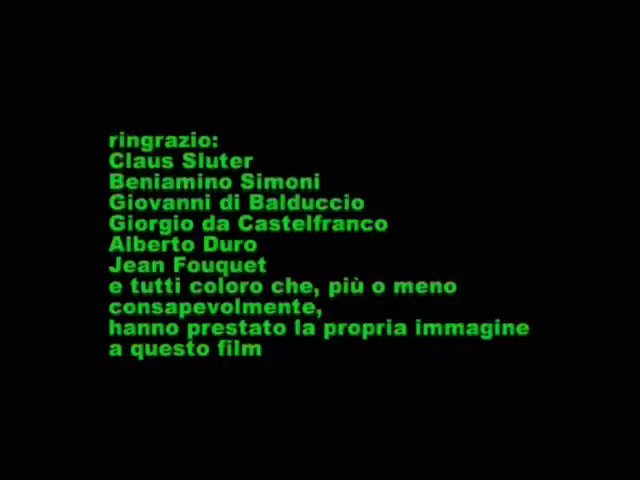 ringrazio:
Claus Sluter
Beniamino Simoni
Giovanni di Balduccio
Giorgio da Castelfranco
Alberto Duro
Jean Fouquet
e tutti coloro che, più o meno
consapevolmente,
hanno prestato la propria immagine
a questo film